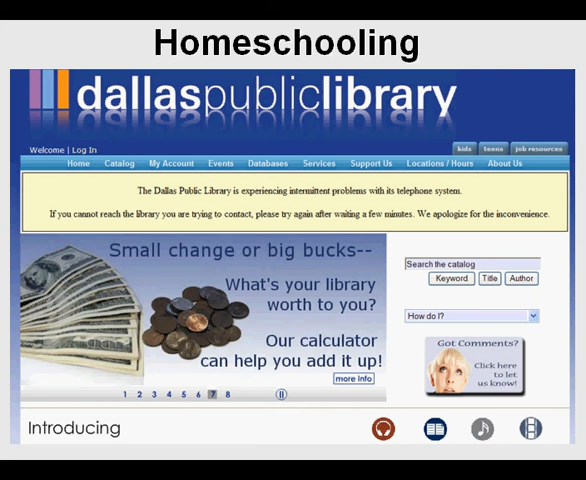 Homeschooling
dallaspubliclibrary
Welcome | Log In
kids teens job resources
Home Catalog My Account Events Databases Services Support Us Locations / Hours About Us
The Dallas Public Library is experiencing intermittent problems with its telephone system.
If you cannot reach the library you are trying to contact, please try again after waiting a few minutes. We apologize for the inconvenience.
Small change or big bucks--
What's your library
worth to you?
Our calculator
can help you add it up!
more info
1 2 3 4 5 6 7 8
Search the catalog
Keyword Title Author
How do I?
Got Comments?
Click here
to let
us know!
Introducing